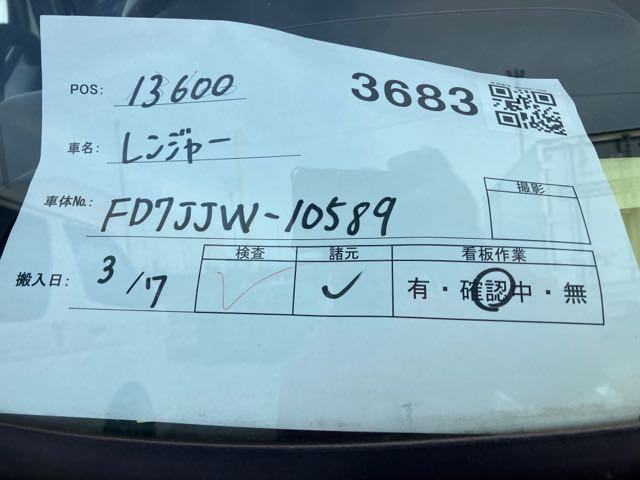 POS: 13600
3683
車名: レンジャー
車体No.: FD7JJW-10589
撮影
搬入日: 3/17
検査 諸元 看板作業
有・確認中・無